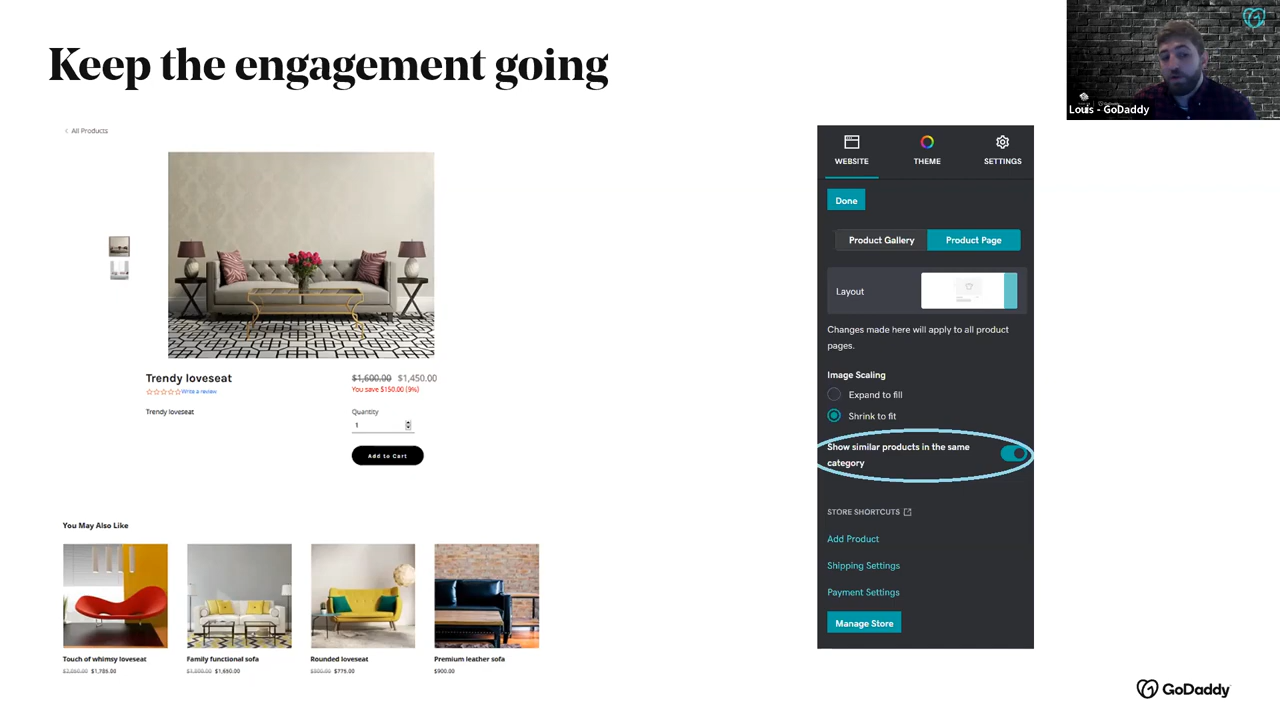 Keep the engagement going
Louis - GoDaddy
All Products
Trendy loveseat
Write a review
Trendy loveseat
$1,600.00 $1,450.00
You save $150.00 (9%)
Quantity
1
Add to Cart
You May Also Like
Touch of whimsy loveseat
$1,785.00
Family functional sofa
$1,650.00
Rounded loveseat
$775.00
Premium leather sofa
$900.00
WEBSITE THEME SETTINGS
Done
Product Gallery Product Page
Layout
Changes made here will apply to all product
pages.
Image Scaling
Expand to fill
Shrink to fit
Show similar products in the same
category
STORE SHORTCUTS
Add Product
Shipping Settings
Payment Settings
Manage Store
GoDaddy